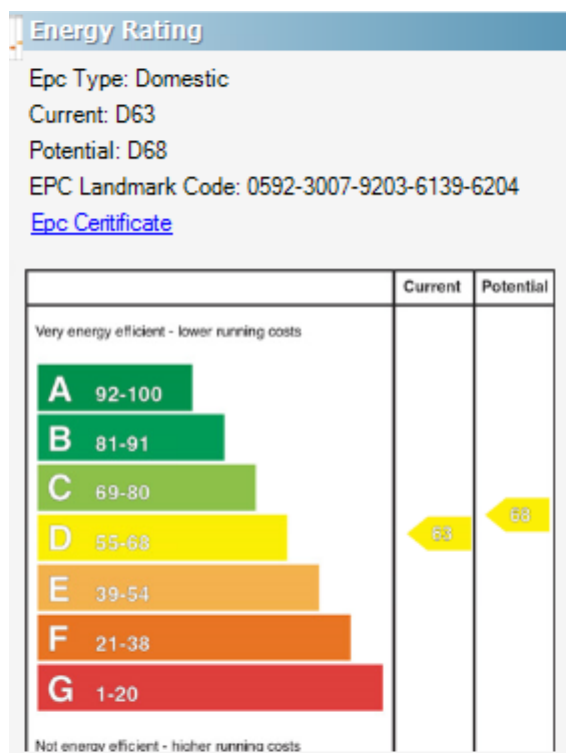 Energy Rating
Epc Type: Domestic
Current: D63
Potential: D68
EPC Landmark Code: 0592-3007-9203-6139-6204
Epc Ceritificate
Current Potential
Very energy efficient - lower running costs
A 92-100
B 81-91
C 69-80
68
D 55-68 63
E 39-54
F 21-38
G 1-20
Not energy efficient - higher running costs